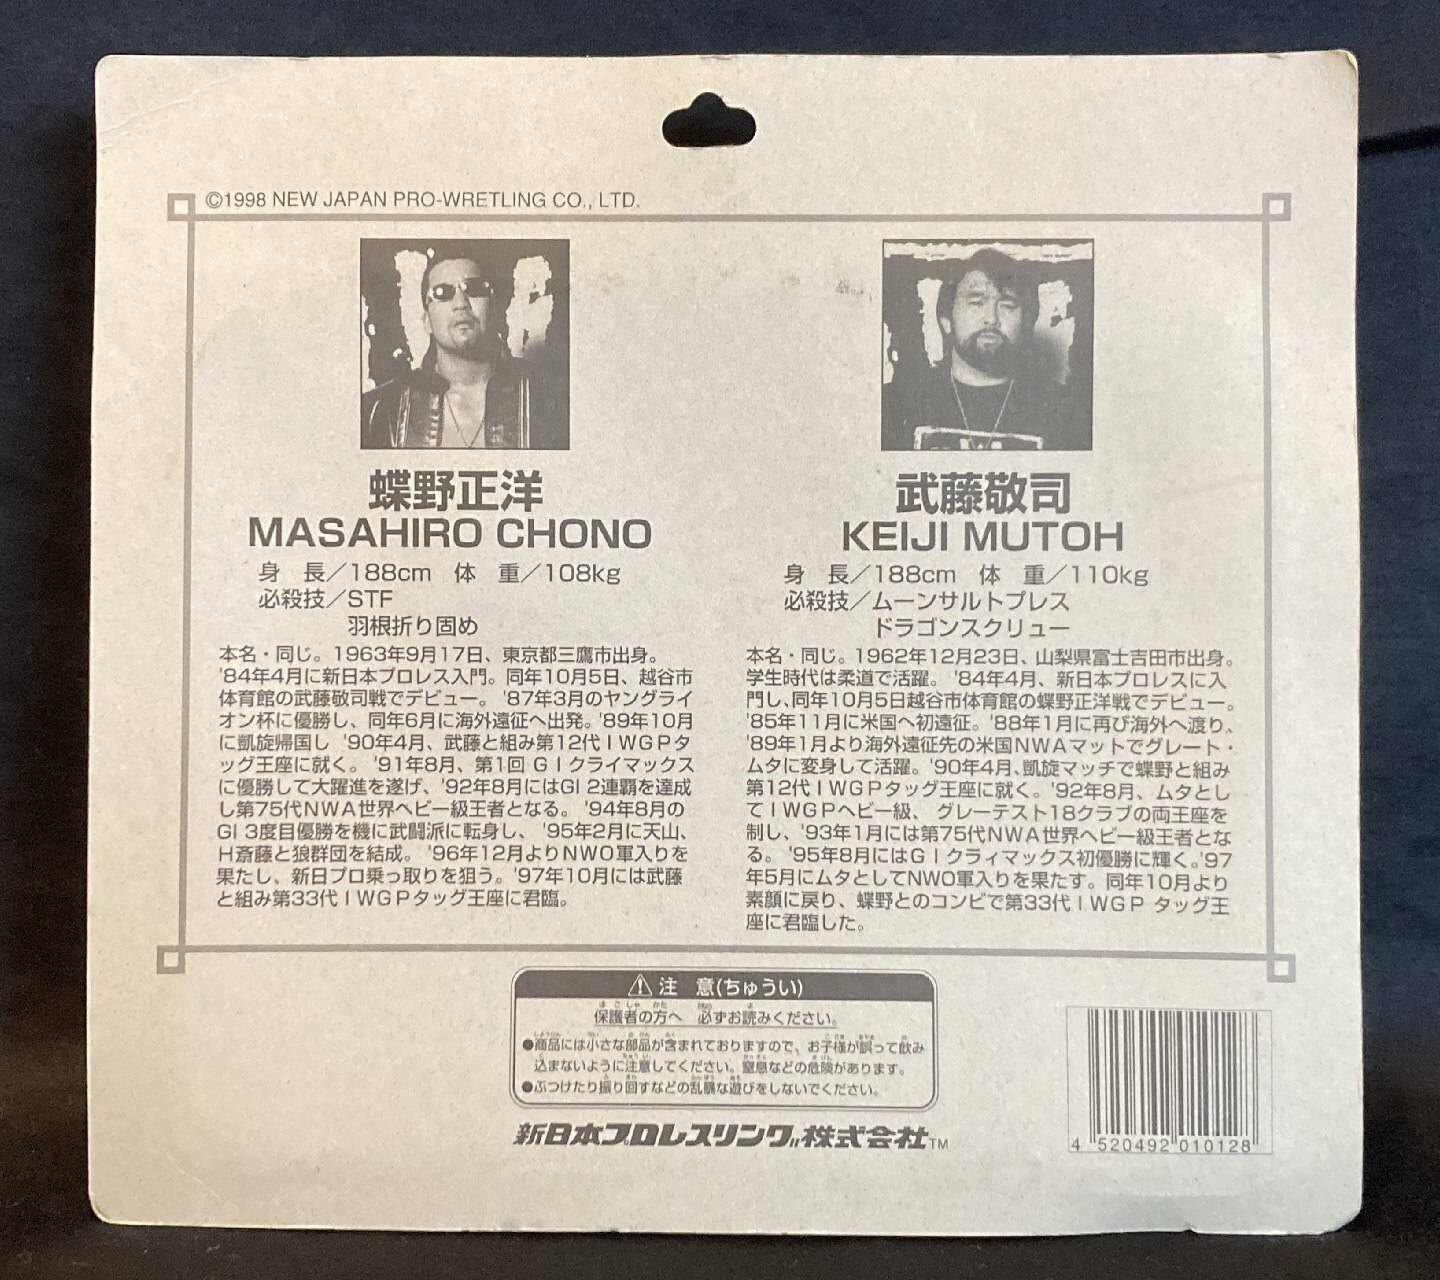 ©1998 NEW JAPAN PRO-WRETLING CO., LTD.
蝶野正洋
MASAHIRO CHONO
身　長／188cm　体　重／108kg
必殺技／STF
羽根折り固め
本名・同じ。1963年9月17日、東京都三鷹市出身。
'84年4月に新日本プロレス入門。同年10月5日、越谷市
体育館の武藤敬司戦でデビュー。'87年3月のヤングライ
オン杯に優勝し、同年6月に海外遠征へ出発。'89年10月
に凱旋帰国し '90年4月、武藤と組み第12代ＩＷＧＰタ
ッグ王座に就く。'91年8月、第1回 ＧＩクライマックス
に優勝して大躍進を遂げ、'92年8月にはGI 2連覇を達成
し第75代NWA世界ヘビー級王者となる。'94年8月の
GI 3度目優勝を機に武闘派に転身し、'95年2月に天山、
H斎藤と狼群団を結成。'96年12月よりNWO軍入りを
果たし、新日プロ乗っ取りを狙う。'97年10月には武藤
と組み第33代ＩＷＧＰタッグ王座に君臨。
武藤敬司
KEIJI MUTOH
身　長／188cm　体　重／110kg
必殺技／ムーンサルトプレス
ドラゴンスクリュー
本名・同じ。1962年12月23日、山梨県富士吉田市出身。
学生時代は柔道で活躍。'84年4月、新日本プロレスに入
門し、同年10月5日越谷市体育館の蝶野正洋戦でデビュー。
'85年11月に米国へ初遠征。'88年1月に再び海外へ渡り、
'89年1月より海外遠征先の米国NWAマットでグレート・
ムタに変身して活躍。'90年4月、凱旋マッチで蝶野と組み
第12代ＩＷＧＰタッグ王座に就く。'92年8月、ムタとし
てＩＷＧＰヘビー級、グレーテスト18クラブの両王座を
制し、'93年1月には第75代NWA世界ヘビー級王者とな
る。'95年8月にはＧＩクライマックス初優勝に輝く。'97
年5月にムタとしてNWO軍入りを果たす。同年10月より
素顔に戻り、蝶野とのコンビで第33代ＩＷＧＰ タッグ王
座に君臨した。
注　意(ちゅうい)
保護者の方へ　必ずお読みください。
●商品には小さな部品が含まれておりますので、お子様が誤って飲み
込まないように注意してください。窒息などの危険があります。
●ぶつけたり振り回すなどの乱暴な遊びをしないでください。
新日本プロレスリング株式会社™
4 520492 010128